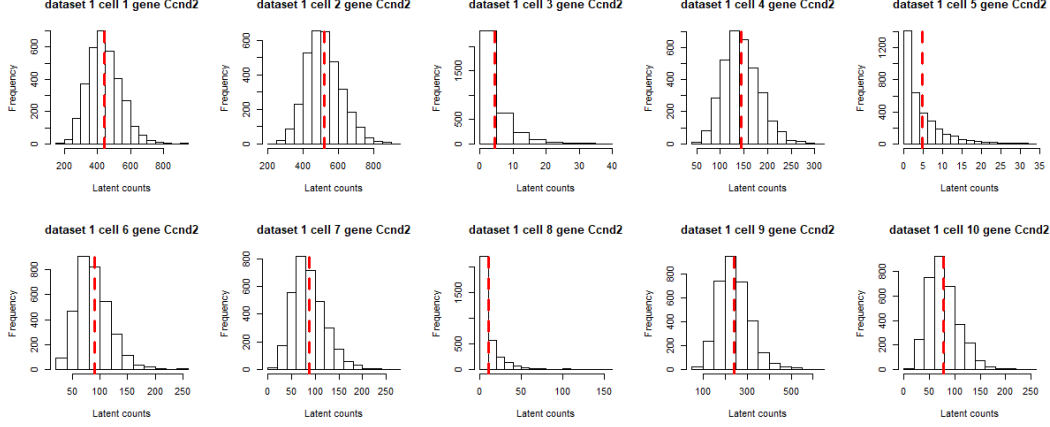 dataset 1 cell 1 gene Ccnd2
dataset 1 cell 2 gene Ccnd2
dataset 1 cell 3 gene Ccnd2
dataset 1 cell 4 gene Ccnd2
dataset 1 cell 5 gene Ccnd2
Frequency
0 200 400 600
200 400 600 800
Latent counts
Frequency
0 200 400 600
200 400 600 800
Latent counts
Frequency
0 500 1500
0 10 20 30 40
Latent counts
Frequency
0 200 400 600
50 100 150 200 250 300
Latent counts
Frequency
0 400 800 1400
0 5 10 15 20 25 30 35
Latent counts
dataset 1 cell 6 gene Ccnd2
dataset 1 cell 7 gene Ccnd2
dataset 1 cell 8 gene Ccnd2
dataset 1 cell 9 gene Ccnd2
dataset 1 cell 10 gene Ccnd2
Frequency
0 200 400 600 800
50 100 150 200 250
Latent counts
Frequency
0 200 400 600 800
0 50 100 150 200 250
Latent counts
Frequency
0 500 1500
0 50 100 150
Latent counts
Frequency
0 200 400 600 800
100 300 500
Latent counts
Frequency
0 200 400 600 800
0 50 100 150 200 250
Latent counts